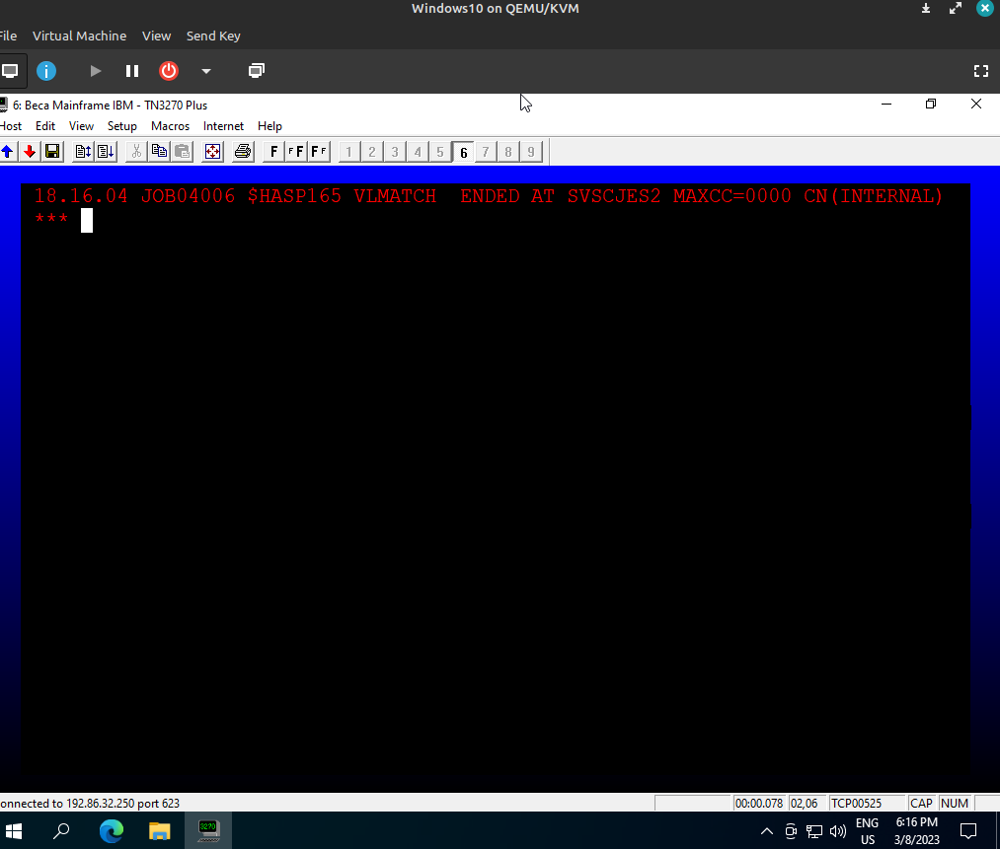 Windows10 on QEMU/KVM
File Virtual Machine View Send Key
6: Beca Mainframe IBM - TN3270 Plus
Host Edit View Setup Macros Internet Help
F FF FF 1 2 3 4 5 6 7 8 9
18.16.04 JOB04006 $HASP165 VLMATCH ENDED AT SVSCJES2 MAXCC=0000 CN(INTERNAL)
***
onnected to 192.86.32.250 port 623 00:00.078 02,06 TCP00525 CAP NUM
3270
ENG 6:16 PM
US 3/8/2023